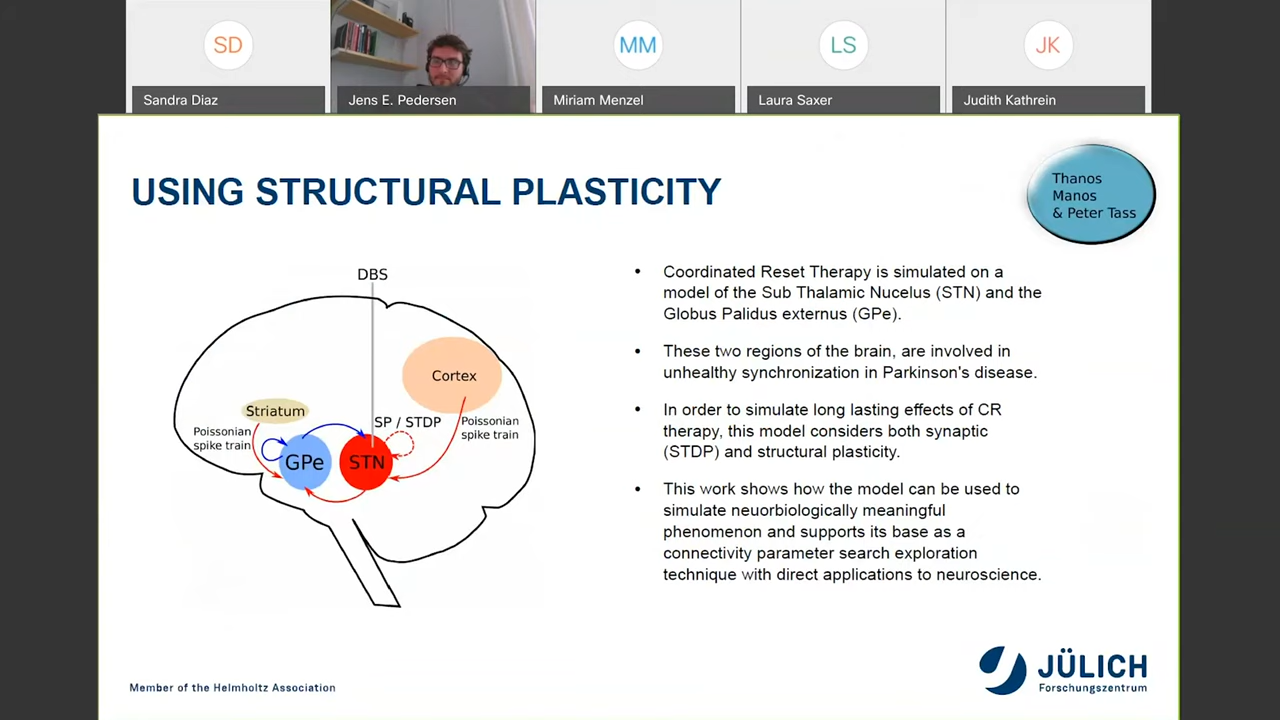 SD
MM
LS
JK
Sandra Diaz
Jens E. Pedersen
Miriam Menzel
Laura Saxer
Judith Kathrein
USING STRUCTURAL PLASTICITY
Thanos
Manos
& Peter Tass
DBS
Cortex
Striatum
SP / STDP
Poissonian
spike train
Poissonian
spike train
GPe
STN
• Coordinated Reset Therapy is simulated on a
model of the Sub Thalamic Nucelus (STN) and the
Globus Palidus externus (GPe).
• These two regions of the brain, are involved in
unhealthy synchronization in Parkinson's disease.
• In order to simulate long lasting effects of CR
therapy, this model considers both synaptic
(STDP) and structural plasticity.
• This work shows how the model can be used to
simulate neuorbiologically meaningful
phenomenon and supports its base as a
connectivity parameter search exploration
technique with direct applications to neuroscience.
Member of the Helmholtz Association
JÜLICH
Forschungszentrum